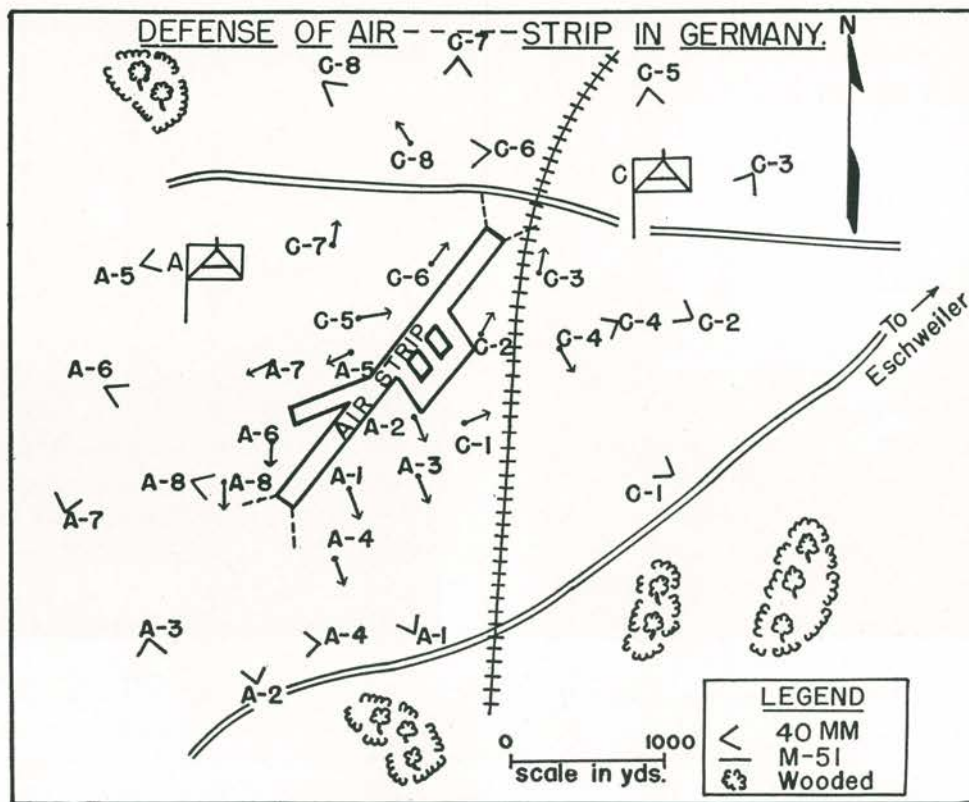 DEFENSE OF AIR-----STRIP IN GERMANY.
N
C-7
C-8
C-5
C-8
C-6
C
C-3
A-5
A
C-7
C-6
C-3
C-5
C-2
C-4
C-4
C-2
To
Eschweiler
A-6
A-7
A-5
AIR STRIP
A-6
A-2
C-1
A-8
A-8
A-1
A-3
C-1
A-7
A-4
A-3
A-4
A-1
A-2
LEGEND
40 MM
M-51
Wooded
0
1000
scale in yds.